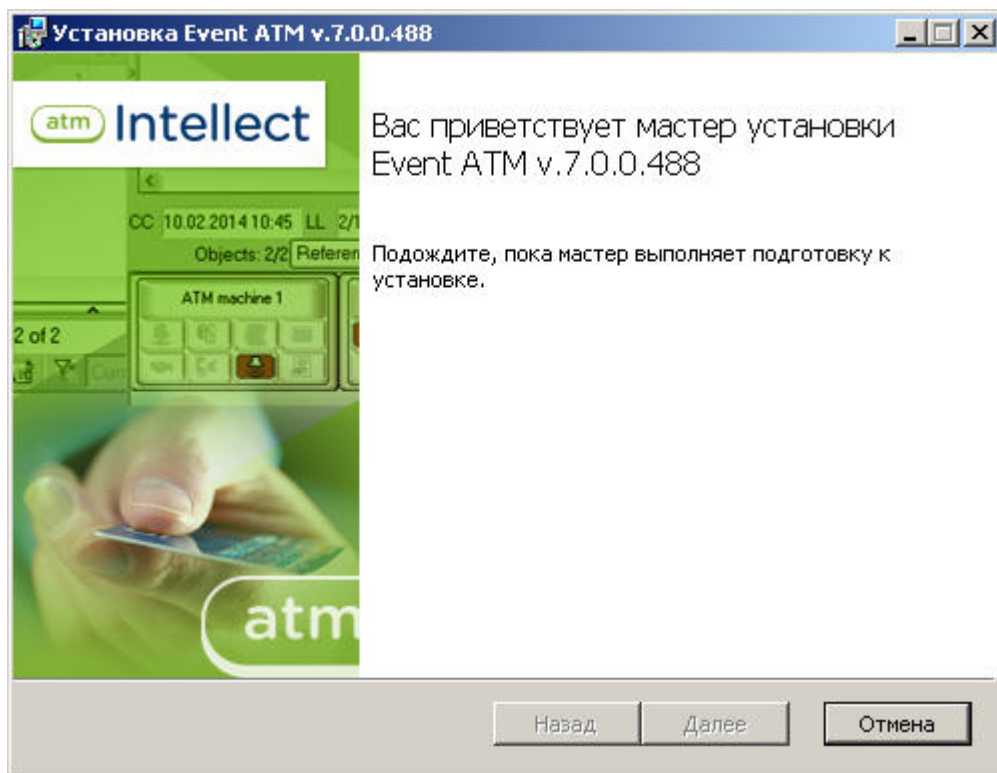 Установка Event ATM v.7.0.0.488
atm Intellect
Вас приветствует мастер установки
Event ATM v.7.0.0.488
CC 10.02.2014 10:45 LL 2/1
Objects: 2/2 Referen
Подождите, пока мастер выполняет подготовку к
установке.
ATM machine 1
2 of 2
atm
Назад Далее Отмена